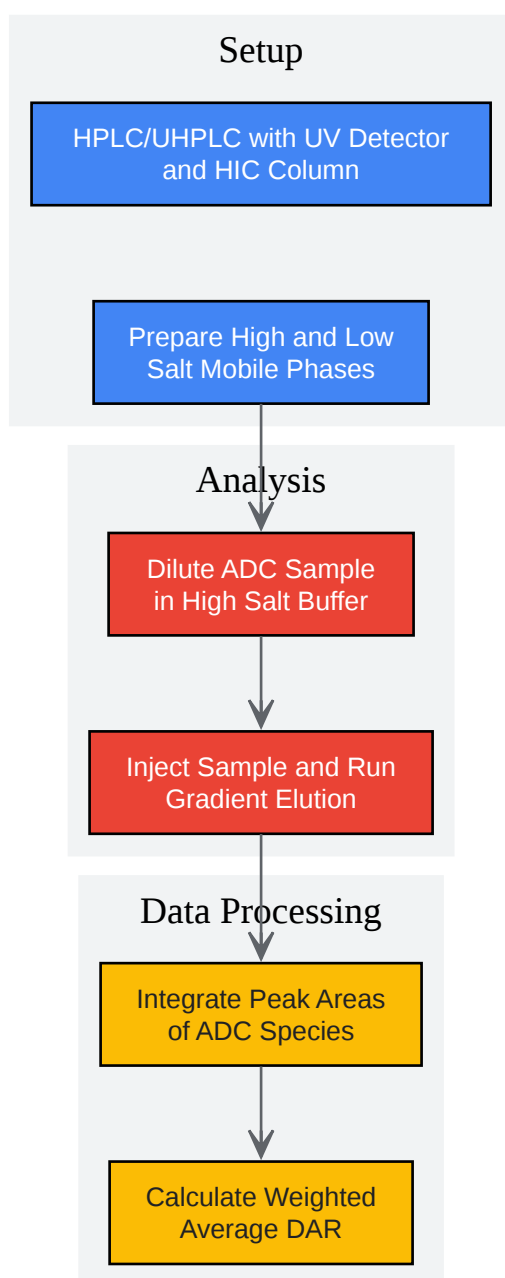 Setup
HPLC/UHPLC with UV Detector
and HIC Column
Prepare High and Low
Salt Mobile Phases
Analysis
Dilute ADC Sample
in High Salt Buffer
Inject Sample and Run
Gradient Elution
Data Processing
Integrate Peak Areas
of ADC Species
Calculate Weighted
Average DAR